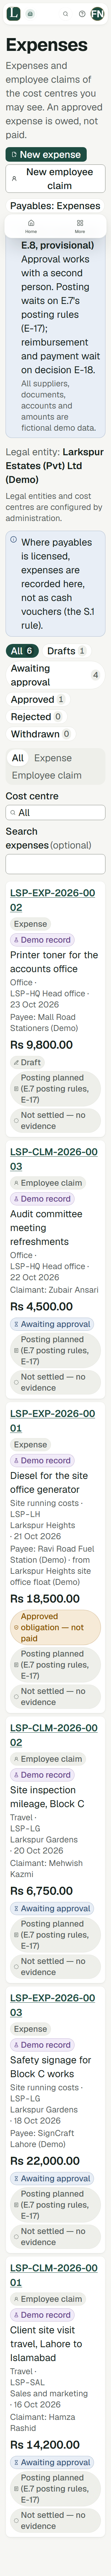 L
FN
Expenses
Expenses and
employee claims of
the cost centres you
may see. An approved
expense is owed, not
paid.
New expense
New employee
claim
Payables: Expenses
Home
More
E.8, provisional)
Approval works
with a second
person. Posting
waits on E.7's
posting rules
(E-17);
reimbursement
and payment wait
on decision E-18.
All suppliers,
documents,
accounts and
amounts are
fictional demo data.
Legal entity: Larkspur
Estates (Pvt) Ltd
(Demo)
Legal entities and cost
centres are configured by
administration.
Where payables
is licensed,
expenses are
recorded here,
not as cash
vouchers (the S.1
rule).
All 6
Drafts 1
Awaiting
approval 4
Approved 1
Rejected 0
Withdrawn 0
All
Expense
Employee claim
Cost centre
All
Search
expenses (optional)
LSP-EXP-2026-00
02
Expense
Demo record
Printer toner for the
accounts office
Office ·
LSP-HQ Head office ·
23 Oct 2026
Payee: Mall Road
Stationers (Demo)
Rs 9,800.00
Draft
Posting planned
(E.7 posting rules,
E-17)
Not settled — no
evidence
LSP-CLM-2026-00
03
Employee claim
Demo record
Audit committee
meeting
refreshments
Office ·
LSP-HQ Head office ·
22 Oct 2026
Claimant: Zubair Ansari
Rs 4,500.00
Awaiting approval
Posting planned
(E.7 posting rules,
E-17)
Not settled — no
evidence
LSP-EXP-2026-00
01
Expense
Demo record
Diesel for the site
office generator
Site running costs ·
LSP-LH
Larkspur Heights
· 21 Oct 2026
Payee: Ravi Road Fuel
Station (Demo) · from
Larkspur Heights site
office float (Demo)
Rs 18,500.00
Approved
obligation — not
paid
Posting planned
(E.7 posting rules,
E-17)
Not settled — no
evidence
LSP-CLM-2026-00
02
Employee claim
Demo record
Site inspection
mileage, Block C
Travel ·
LSP-LG
Larkspur Gardens
· 20 Oct 2026
Claimant: Mehwish
Kazmi
Rs 6,750.00
Awaiting approval
Posting planned
(E.7 posting rules,
E-17)
Not settled — no
evidence
LSP-EXP-2026-00
03
Expense
Demo record
Safety signage for
Block C works
Site running costs ·
LSP-LG
Larkspur Gardens
· 18 Oct 2026
Payee: SignCraft
Lahore (Demo)
Rs 22,000.00
Awaiting approval
Posting planned
(E.7 posting rules,
E-17)
Not settled — no
evidence
LSP-CLM-2026-00
01
Employee claim
Demo record
Client site visit
travel, Lahore to
Islamabad
Travel ·
LSP-SAL
Sales and marketing
· 16 Oct 2026
Claimant: Hamza
Rashid
Rs 14,200.00
Awaiting approval
Posting planned
(E.7 posting rules,
E-17)
Not settled — no
evidence